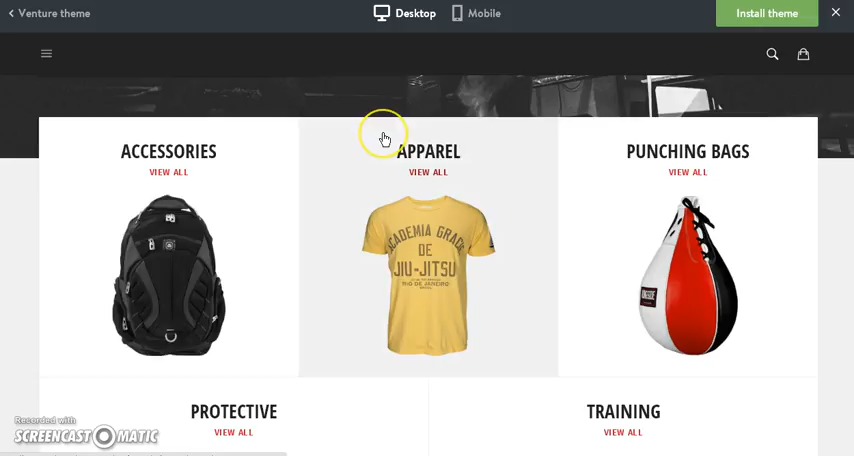 Venture theme
Desktop
Mobile
Install theme
ACCESSORIES
APPAREL
PUNCHING BAGS
VIEW ALL
VIEW ALL
VIEW ALL
ACADEMIA GRACIE
DE
JIU-JITSU
RIO DE JANEIRO
PROTECTIVE
TRAINING
VIEW ALL
VIEW ALL
Recorded with
SCREENCAST-O-MATIC